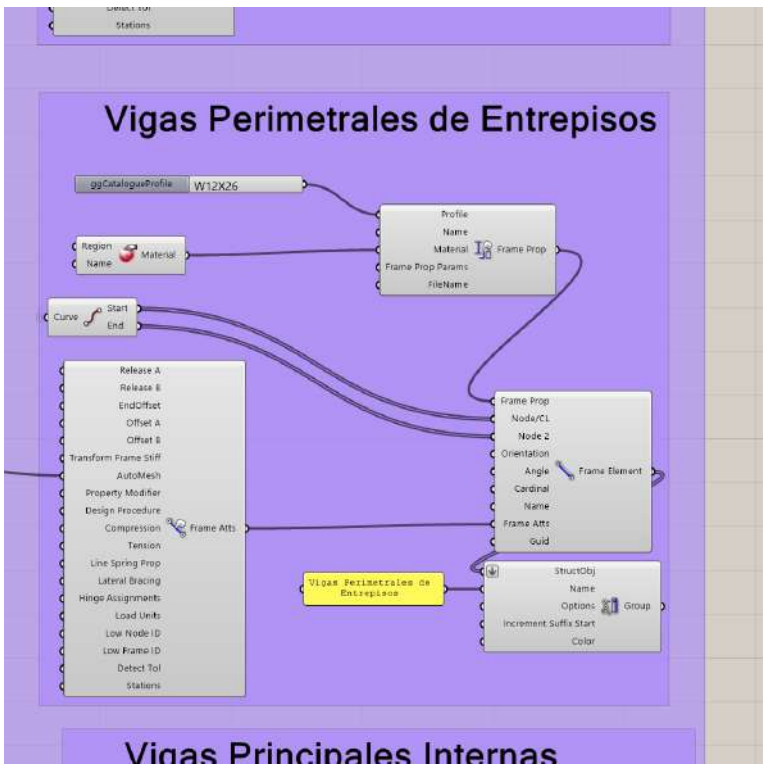 Detect Tol
Stations
Vigas Perimetrales de Entrepisos
ggCatalogueProfile W12X26
Profile
Name
Material
Frame Prop Params
FileName
Frame Prop
Region
Name
Material
Curve
Start
End
Release A
Release B
EndOffset
Offset A
Offset B
Transform Frame Stiff
AutoMesh
Property Modifier
Design Procedure
Compression
Tension
Line Spring Prop
Lateral Bracing
Hinge Assignments
Load Units
Low Node ID
Low Frame ID
Detect Tol
Stations
Frame Atts
Frame Prop
Node/CL
Node 2
Orientation
Angle
Cardinal
Name
Frame Atts
Guid
Frame Element
Vigas Perimetrales de
Entrepisos
StructObj
Name
Options
Increment Suffix Start
Color
Group
Vigas Principales Internas